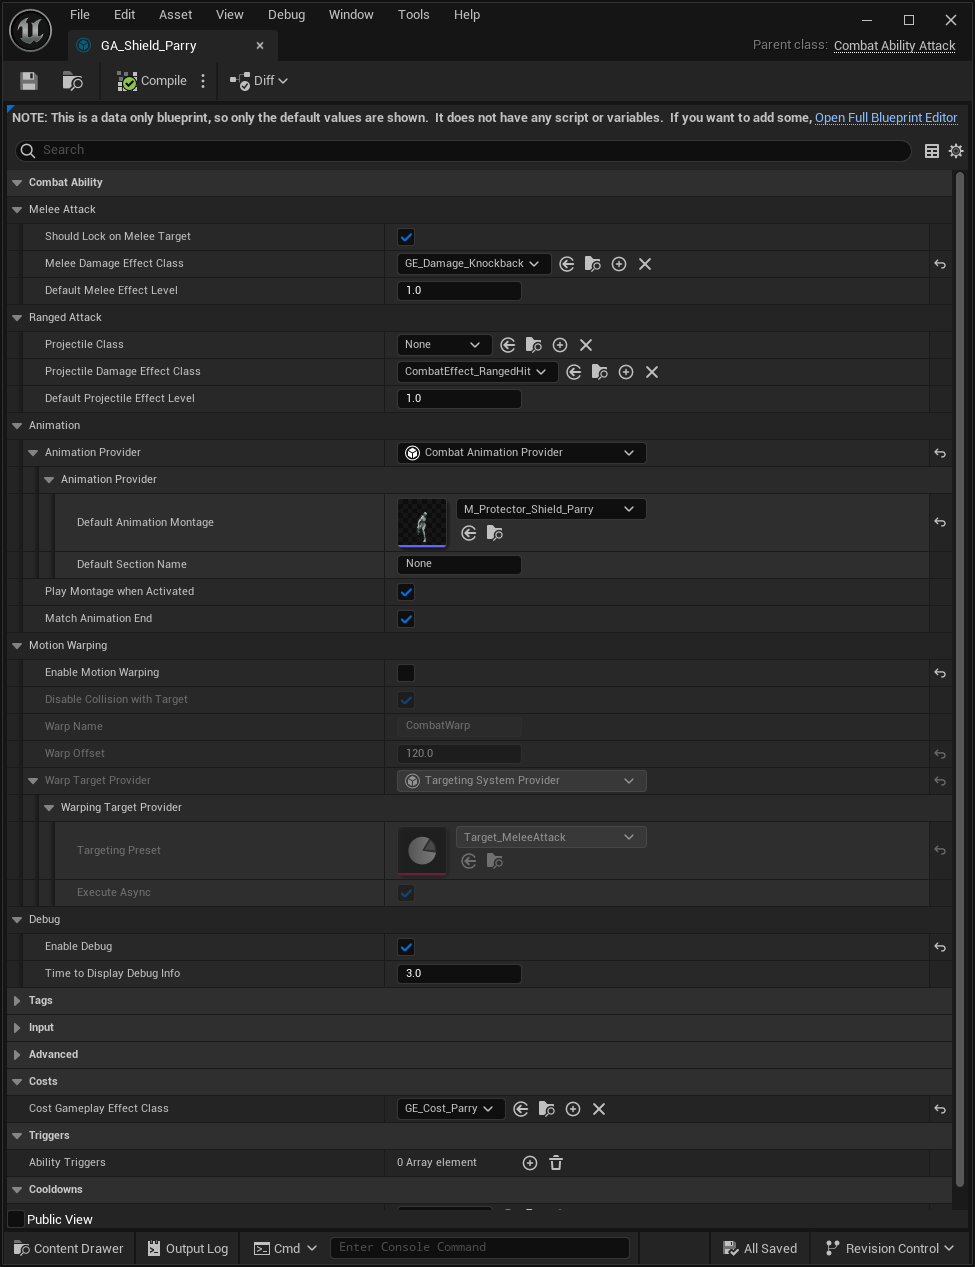 File Edit Asset View Debug Window Tools Help
GA_Shield_Parry
Parent class: Combat Ability Attack
Compile Diff
NOTE: This is a data only blueprint, so only the default values are shown. It does not have any script or variables. If you want to add some, Open Full Blueprint Editor
Search
Combat Ability
Melee Attack
Should Lock on Melee Target
Melee Damage Effect Class GE_Damage_Knockback
Default Melee Effect Level 1.0
Ranged Attack
Projectile Class None
Projectile Damage Effect Class CombatEffect_RangedHit
Default Projectile Effect Level 1.0
Animation
Animation Provider Combat Animation Provider
Animation Provider
Default Animation Montage M_Protector_Shield_Parry
Default Section Name None
Play Montage when Activated
Match Animation End
Motion Warping
Enable Motion Warping
Disable Collision with Target
Warp Name CombatWarp
Warp Offset 120.0
Warp Target Provider Targeting System Provider
Warping Target Provider
Targeting Preset Target_MeleeAttack
Execute Async
Debug
Enable Debug
Time to Display Debug Info 3.0
Tags
Input
Advanced
Costs
Cost Gameplay Effect Class GE_Cost_Parry
Triggers
Ability Triggers 0 Array element
Cooldowns
Public View
Content Drawer Output Log Cmd Enter Console Command All Saved Revision Control